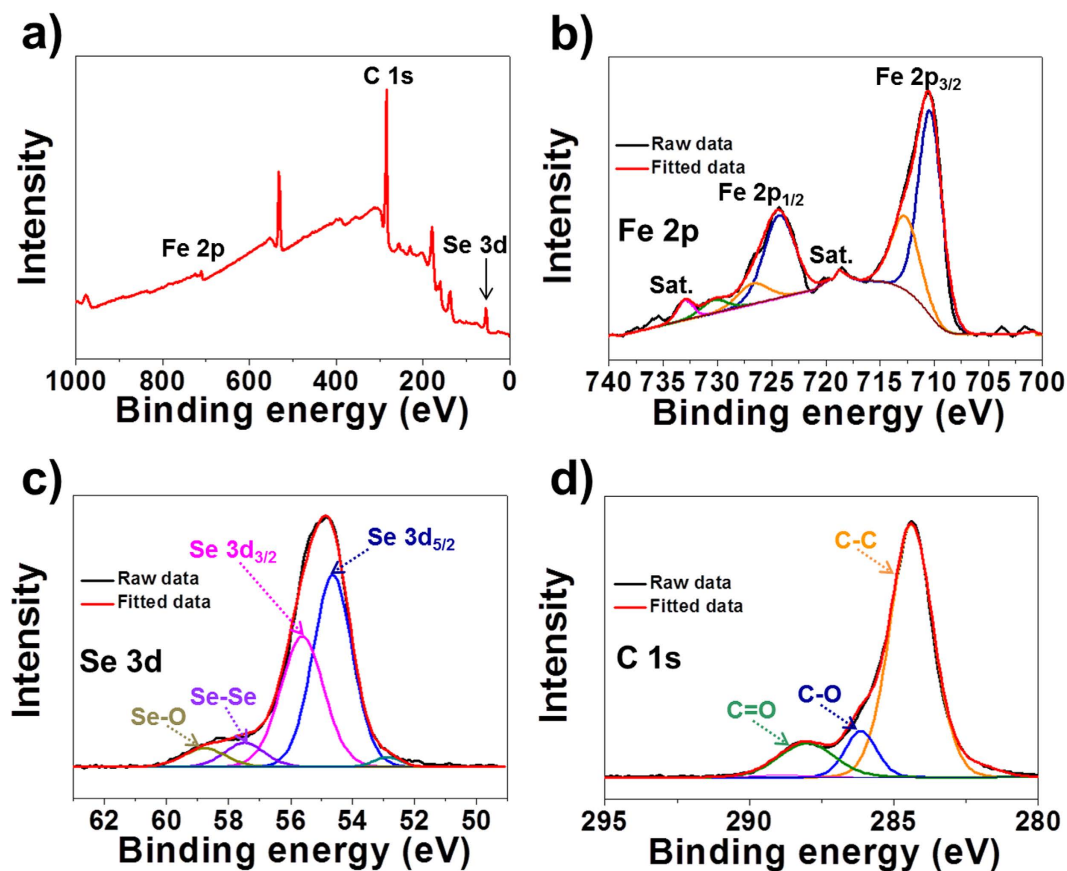 a)
C 1s
Fe 2p
Se 3d
Intensity
1000 800 600 400 200 0
Binding energy (eV)
b)
Fe 2p3/2
Raw data
Fitted data
Fe 2p1/2
Fe 2p
Sat.
Sat.
Intensity
740 735 730 725 720 715 710 705 700
Binding energy (eV)
c)
Se 3d3/2
Se 3d5/2
Raw data
Fitted data
Se 3d
Se-Se
Se-O
Intensity
62 60 58 56 54 52 50
Binding energy (eV)
d)
C-C
Raw data
Fitted data
C 1s
C-O
C=O
Intensity
295 290 285 280
Binding energy (eV)